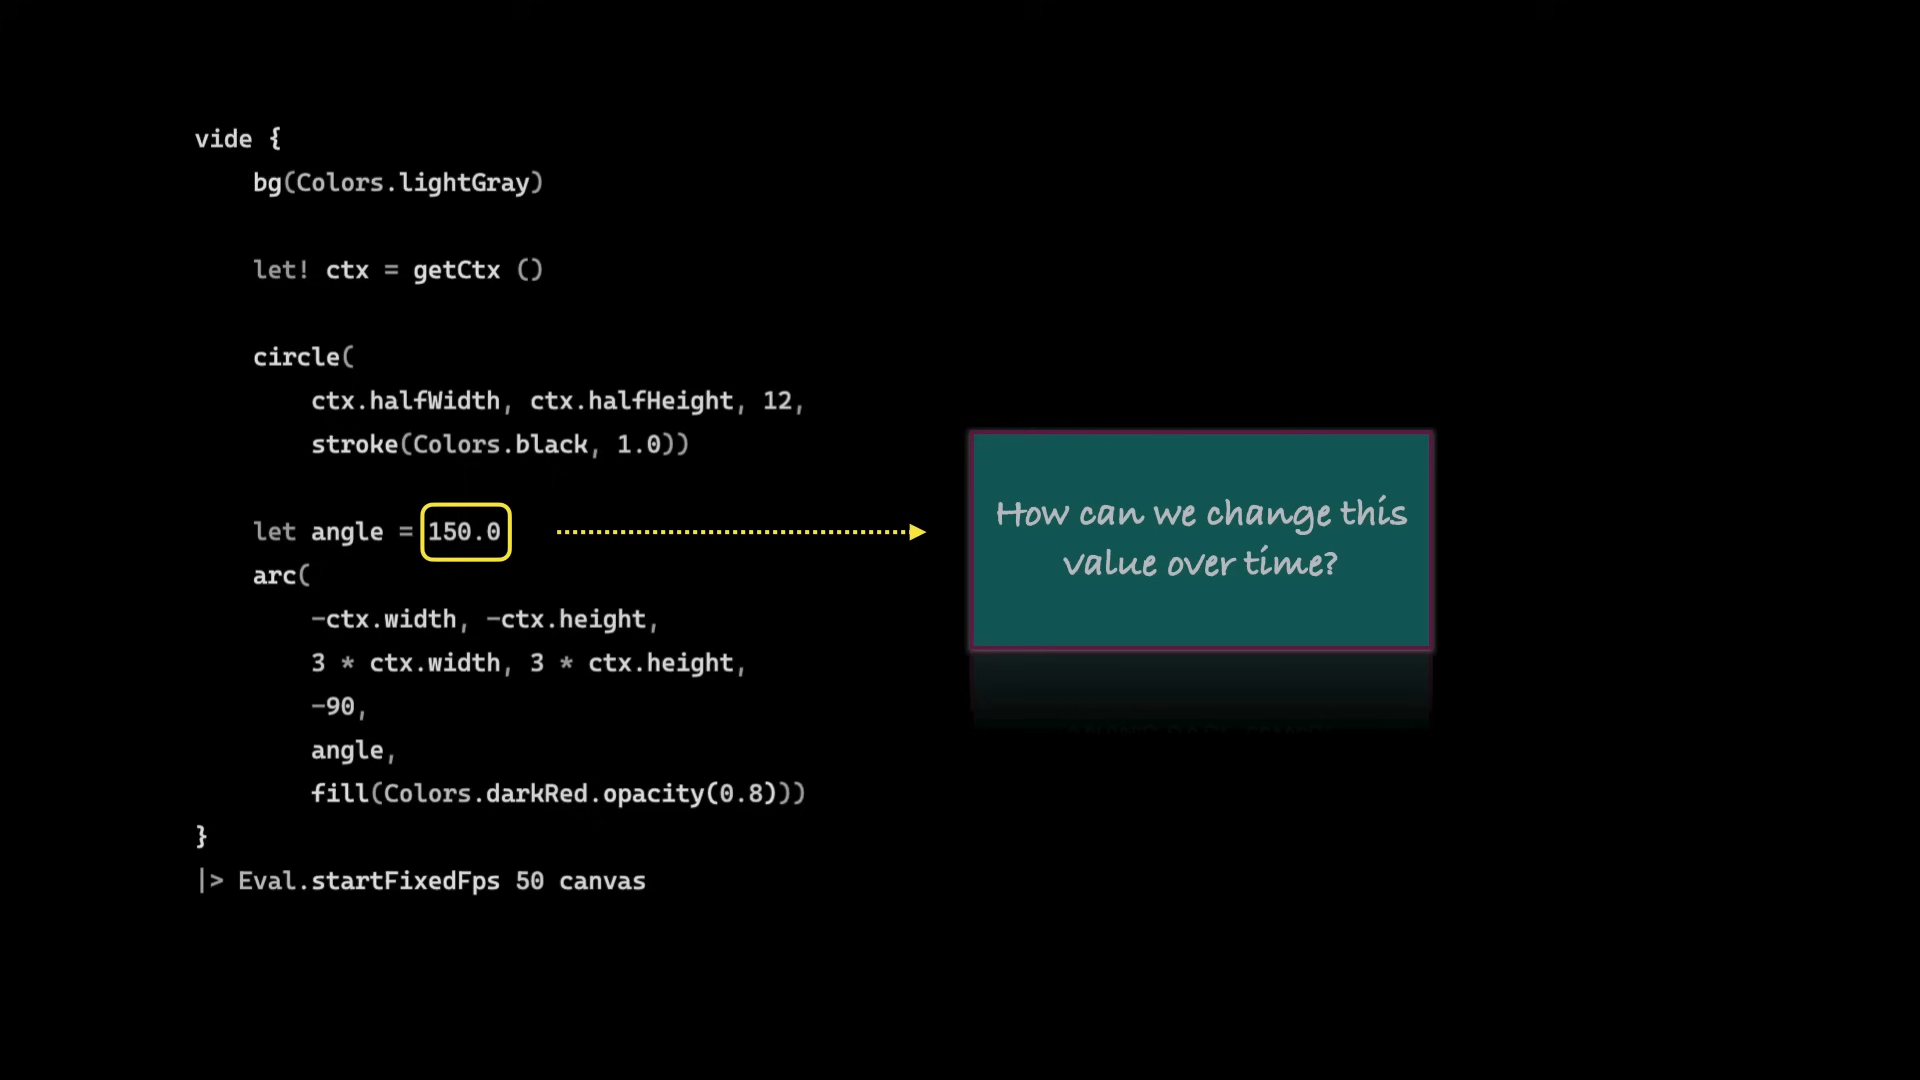 vide {
    bg(Colors.lightGray)
    let! ctx = getCtx ()
    circle(
        ctx.halfWidth, ctx.halfHeight, 12,
        stroke(Colors.black, 1.0))
    let angle = 150.0
    arc(
        -ctx.width, -ctx.height,
        3 * ctx.width, 3 * ctx.height,
        -90,
        angle,
        fill(Colors.darkRed.opacity(0.8)))
}
|> Eval.startFixedFps 50 canvas
How can we change this
value over time?